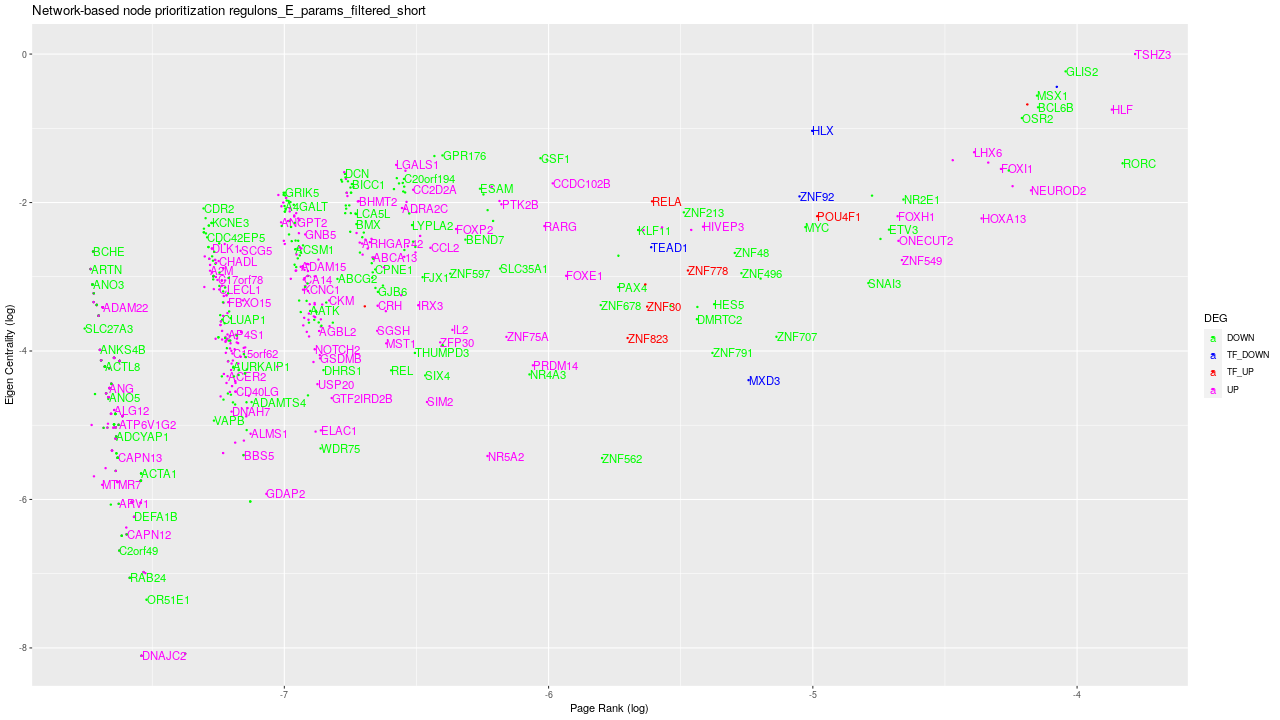 Network-based node prioritization regulons_E_params_filtered_short
0
-2
-4
-6
-8
Eigen Centrality (log)
-7
-6
-5
-4
Page Rank (log)
TSHZ3
GLIS2
MSX1
BCL6B
HLF
OSR2
HLX
LHX6
GPR176
GSF1
LGALS1
RORC
FOXI1
DCN
C20orf194
BICC1
CCDC102B
ESAM
CC2D2A
NEUROD2
GRIK5
ZNF92
NR2E1
BHMT2
RELA
PTK2B
CDR2
ADRA2C
LCA5L
ZNF213
POU4F1
FOXH1
HOXA13
KCNE3
ANGPT2
BMX
LYPLA2
RARG
HIVEP3
MYC
FOXP2
KLF11
ETV3
GNB5
CDC42EP5
BEND7
ONECUT2
ARHGAP42
CCL2
TEAD1
DLK1
SCG5
BCHE
ZNF48
ABCA13
CHADL
ZNF549
ARTN
ADAM15
CPNE1
SLC35A1
A2M
ZNF778
ZNF597
FJX1
FOXE1
ZNF496
C17orf78
CA14
ABCG2
ANO3
SNAI3
PAX4
CLECL1
KCNC1
GJB6
FBXO15
CKM
ADAM22
CRH
IRX3
ZNF678
ZNF80
HES5
AATK
CLUAP1
DMRTC2
SLC27A3
AGBL2
SGSH
IL2
AP4S1
ZNF75A
ZNF823
ZNF707
MST1
ZFP30
ANKS4B
NOTCH2
C15orf62
THUMPD3
ZNF791
GSDMB
ACTL8
PRDM14
DHRS1
REL
SIX4
NR4A3
ACER2
MXD3
USP20
ANG
CD40LG
ANO5
GTF2IRD2B
ADAMTS4
SIM2
ALG12
DNAH7
VAPB
ATP6V1G2
ADCYAP1
ALMS1
ELAC1
WDR75
CAPN13
BBS5
NR5A2
ZNF562
ACTA1
MTMR7
GDAP2
ARV1
DEFA1B
CAPN12
C2orf49
RAB24
OR51E1
DNAJC2
DEG
a DOWN
a TF_DOWN
a TF_UP
a UP